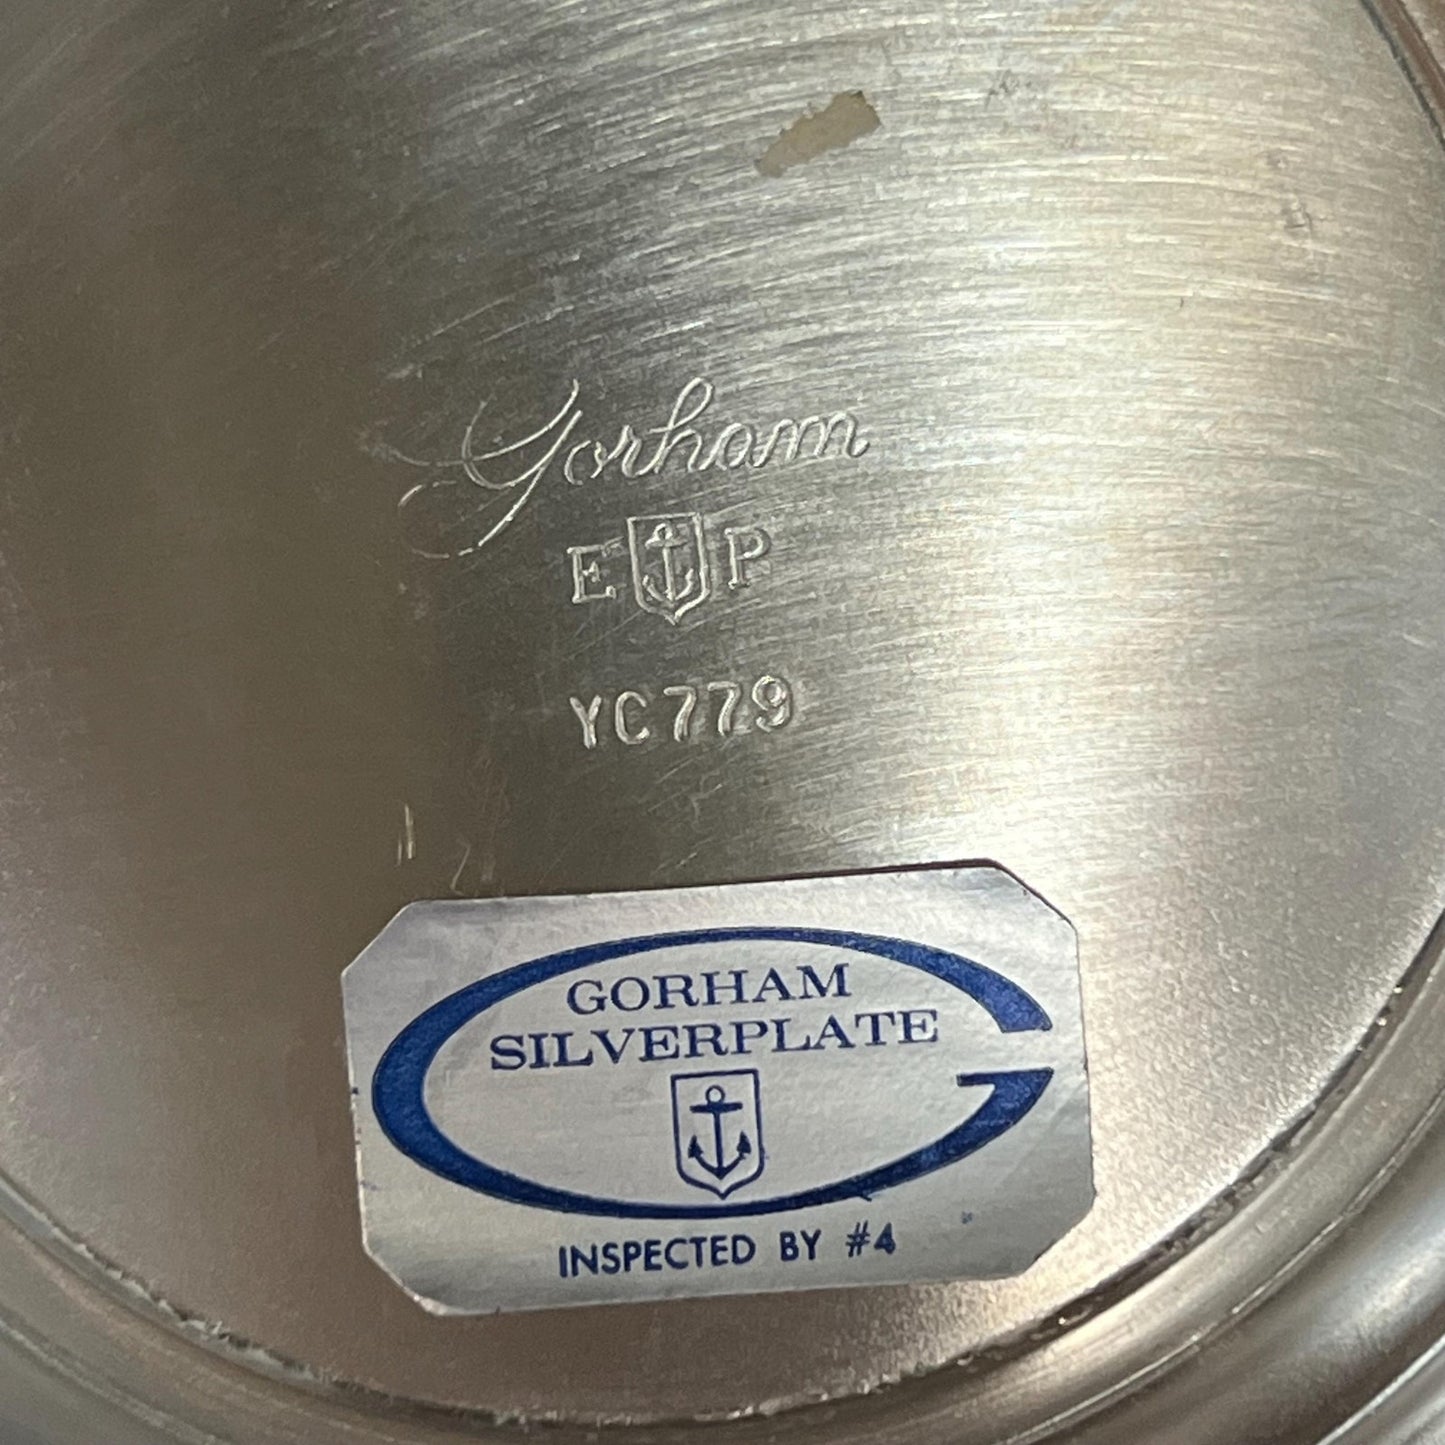 Gorham
E P
YC779
GORHAM
SILVERPLATE
INSPECTED BY #4